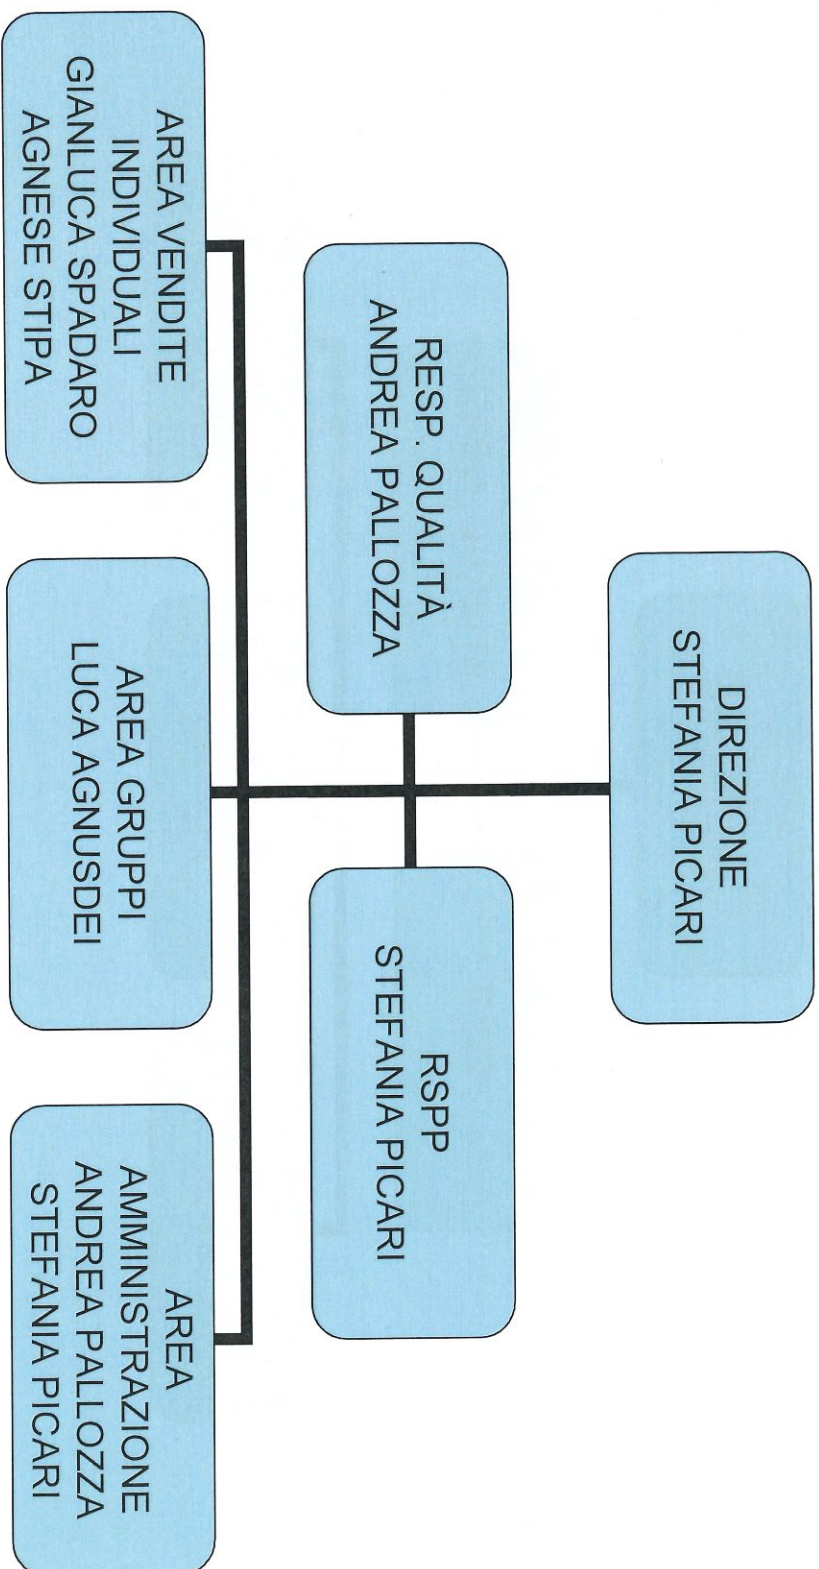 DIREZIONE
STEFANIA PICARI
RESP. QUALITÀ
ANDREA PALLOZZA
RSPP
STEFANIA PICARI
AREA VENDITE
INDIVIDUALI
GIANLUCA SPADARO
AGNESE STIPA
AREA GRUPPI
LUCA AGNUSDEI
AREA
AMMINISTRAZIONE
ANDREA PALLOZZA
STEFANIA PICARI